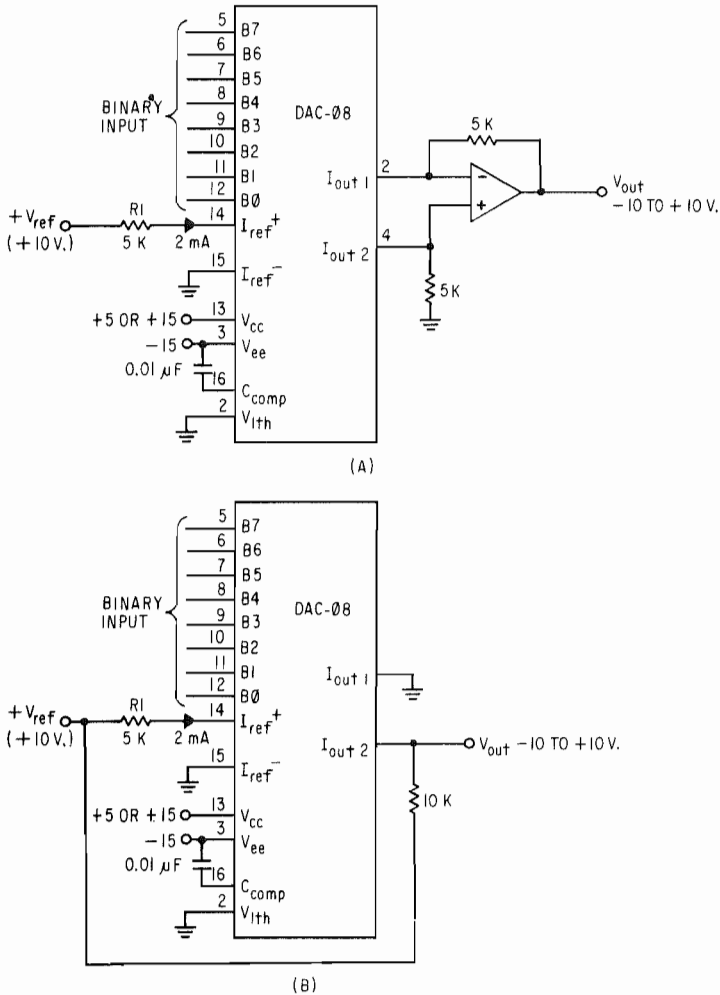 5
B7
6
B6
7
B5
8
B4
BINARY
INPUT
DAC-Ø8
9
B3
10
B2
11
B1
12
BØ
+Vref
(+10V.)
R1
5 K
14
2 mA
Iref+
15
Iref-
+5 OR +15
13
Vcc
-15
3
Vee
0.01 µF
16
Ccomp
2
Vlth
Iout 1
2
5 K
-
+
Vout
-10 TO +10 V.
Iout 2
4
5K
(A)
5
B7
6
B6
7
B5
8
B4
BINARY
INPUT
DAC-Ø8
9
B3
10
B2
11
B1
12
BØ
+Vref
(+10V.)
R1
5 K
14
2 mA
Iref+
15
Iref-
+5 OR +15
13
Vcc
-15
3
Vee
0.01 µF
16
Ccomp
2
Vlth
Iout 1
Iout 2
Vout -10 TO +10V.
10 K
(B)